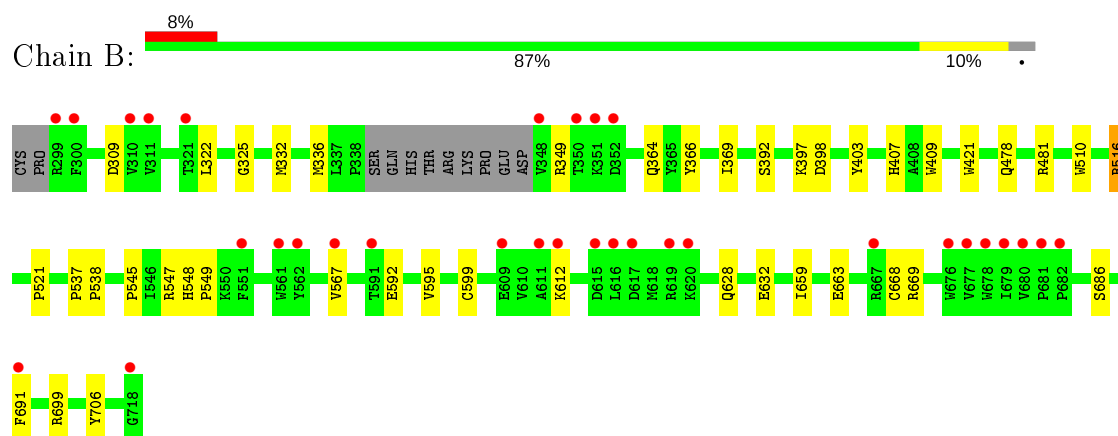 8%
Chain B:
87% 10% •
CYS PRO R299 F300 D309 V310 V311 T321 L322 G325 M332 M336 L337 P338 SER GLN HIS THR ARG LYS PRO GLU ASP V348 R349 T350 K351 D352 Q364 Y365 Y366 I369 S392 K397 D398 Y403 H407 A408 W409 W421 Q478 R481 W510
P521 P537 P538 P545 I546 R547 H548 P549 K550 F551 W561 Y562 V567 T591 E592 V595 C599 E609 V610 A611 K612 D615 L616 D617 M618 R619 K620 Q628 E632 I659 E663 R667 C668 R669 W676 V677 W678 I679 V680 P681 P682 S686
F691 R699 Y706 G718